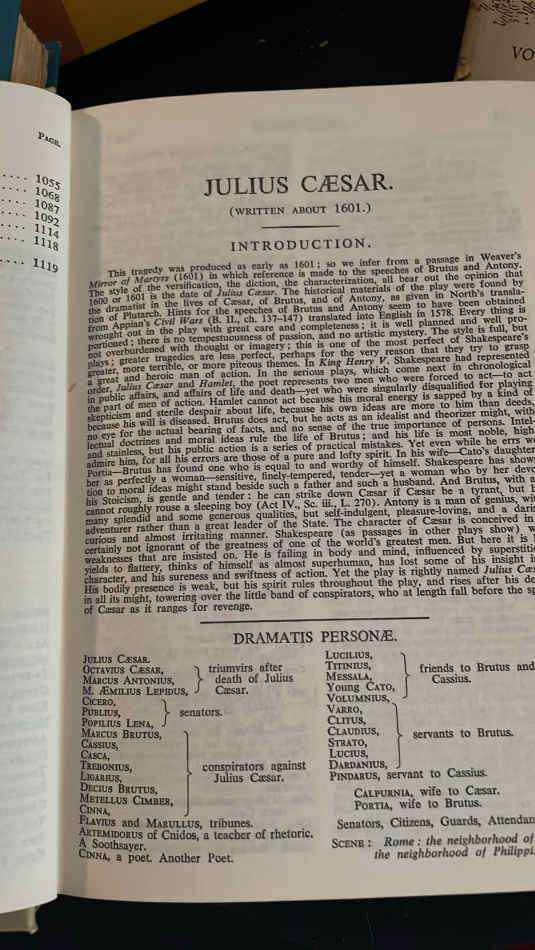 VO
PAGE.
.... 1055
.... 1068
.... 1087
.... 1092
.... 1114
.... 1118
.... 1119
JULIUS CÆSAR.
(WRITTEN ABOUT 1601.)
INTRODUCTION.
This tragedy was produced as early as 1601; so we infer from a passage in Weaver's
Mirror of Martyrs (1601) in which reference is made to the speeches of Brutus and Antony.
The style of the versification, the diction, the characterization, all bear out the opinion that
1600 or 1601 is the date of Julius Cæsar. The historical materials of the play were found by
the dramatist in the lives of Cæsar, of Brutus, and of Antony, as given in North's transla-
tion of Plutarch. Hints for the speeches of Brutus and Antony seem to have been obtained
from Appian's Civil Wars (B. II., ch. 137–147) translated into English in 1578. Every thing is
wrought out in the play with great care and completeness; it is well planned and well pro-
portioned; there is no tempestuousness of passion, and no artistic mystery. The style is full, but
not overburdened with thought or imagery; this is one of the most perfect of Shakespeare's
plays; greater tragedies are less perfect, perhaps for the very reason that they try to grasp
greater, more terrible, or more piteous themes. In King Henry V. Shakespeare had represented
a great and heroic man of action. In the serious plays, which come next in chronological
order, Julius Cæsar and Hamlet, the poet represents two men who were forced to act—to act
in public affairs, and affairs of life and death—yet who were singularly disqualified for playing
the part of men of action. Hamlet cannot act because his moral energy is sapped by a kind of
skepticism and sterile despair about life, because his own ideas are more to him than deeds,
because his will is diseased. Brutus does act, but he acts as an idealist and theorizer might, with
no eye for the actual bearing of facts, and no sense of the true importance of persons. Intel-
lectual doctrines and moral ideas rule the life of Brutus; and his life is most noble, high
and stainless, but his public action is a series of practical mistakes. Yet even while he errs we
admire him, for all his errors are those of a pure and lofty spirit. In his wife—Cato's daughter
Portia—Brutus has found one who is equal to and worthy of himself. Shakespeare has shown
her as perfectly a woman—sensitive, finely-tempered, tender—yet a woman who by her devo
tion to moral ideas might stand beside such a father and such a husband. And Brutus, with a
his Stoicism, is gentle and tender: he can strike down Cæsar if Cæsar be a tyrant, but
cannot roughly rouse a sleeping boy (Act IV., Sc. iii., L. 270). Antony is a man of genius, wi
many splendid and some generous qualities, but self-indulgent, pleasure-loving, and a dari
adventurer rather than a great leader of the State. The character of Cæsar is conceived in
curious and almost irritating manner. Shakespeare (as passages in other plays show) w
certainly not ignorant of the greatness of one of the world's greatest men. But here it is
weaknesses that are insisted on. He is failing in body and mind, influenced by superstiti
yields to flattery, thinks of himself as almost superhuman, has lost some of his insight i
character, and his sureness and swiftness of action. Yet the play is rightly named Julius Cæs
His bodily presence is weak, but his spirit rules throughout the play, and rises after his de
in all its might, towering over the little band of conspirators, who at length fall before the sp
of Cæsar as it ranges for revenge.
DRAMATIS PERSONÆ.
JULIUS CÆSAR.
OCTAVIUS CÆSAR,
MARCUS ANTONIUS,
M. ÆMILIUS LEPIDUS,
triumvirs after
death of Julius
Cæsar.
CICERO,
PUBLIUS,
POPILIUS LENA,
senators.
MARCUS BRUTUS,
CASSIUS,
CASCA,
TREBONIUS,
LIGARIUS,
DECIUS BRUTUS,
METELLUS CIMBER,
CINNA,
conspirators against
Julius Cæsar.
FLAVIUS and MARULLUS, tribunes.
ARTEMIDORUS of Cnidos, a teacher of rhetoric.
A Soothsayer.
CINNA, a poet. Another Poet.
LUCILIUS,
TITINIUS,
MESSALA,
Young CATO,
VOLUMNIUS,
friends to Brutus and
Cassius.
VARRO,
CLITUS,
CLAUDIUS,
STRATO,
LUCIUS,
DARDANIUS,
servants to Brutus.
PINDARUS, servant to Cassius.
CALPURNIA, wife to Cæsar.
PORTIA, wife to Brutus.
Senators, Citizens, Guards, Attendan
SCENE: Rome: the neighborhood of
the neighborhood of Philippi.